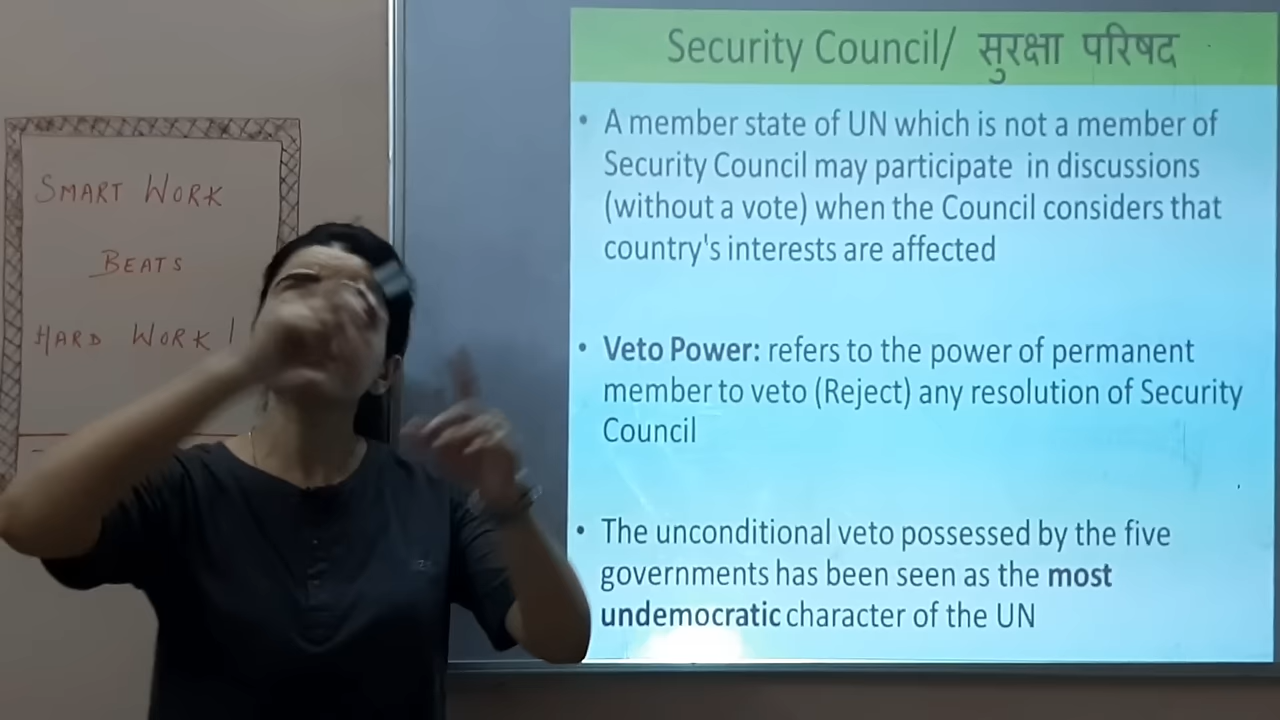 SMART WORK
BEATS
HARD WORK !
Security Council/ सुरक्षा परिषद
• A member state of UN which is not a member of
Security Council may participate in discussions
(without a vote) when the Council considers that
country's interests are affected
• Veto Power: refers to the power of permanent
member to veto (Reject) any resolution of Security
Council
• The unconditional veto possessed by the five
governments has been seen as the most
undemocratic character of the UN